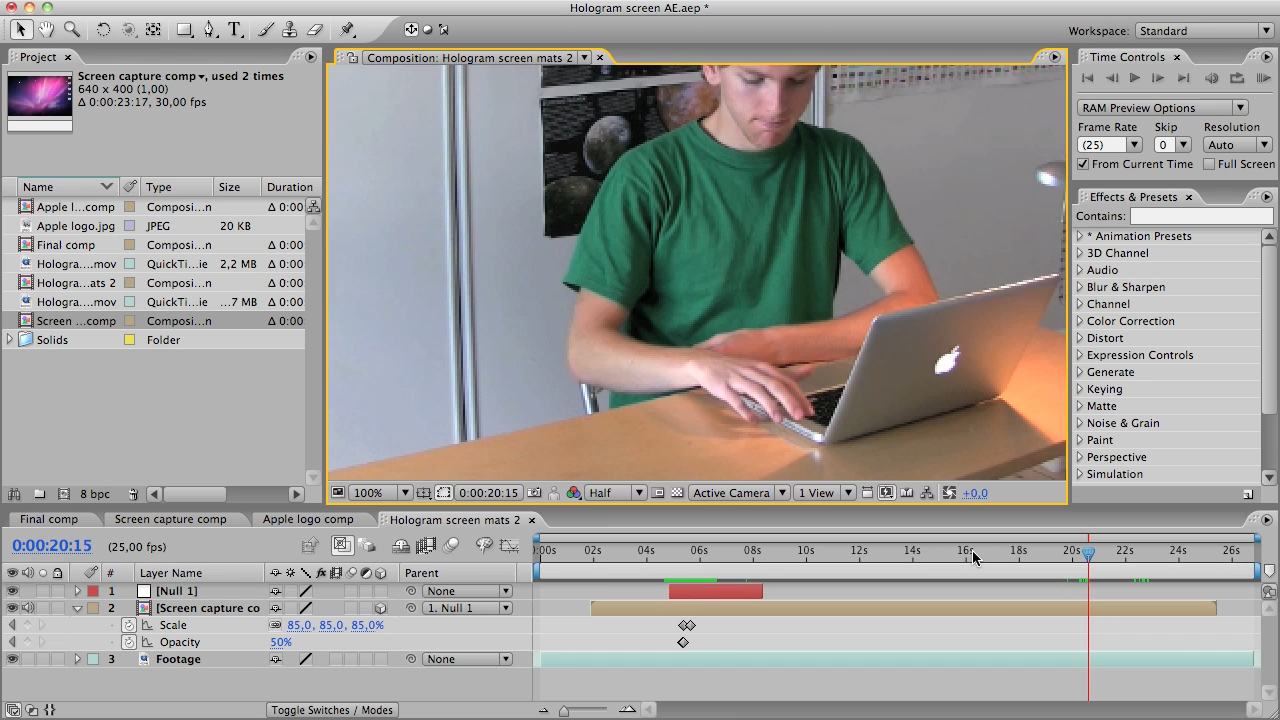 Hologram screen AE.aep *
Workspace: Standard
Project
Screen capture comp, used 2 times
640 x 400 (1,00)
Δ 0:00:23:17, 30,00 fps
Name Type Size Duration
Apple l...comp Composi...n Δ 0:00
Apple logo.jpg JPEG 20 KB
Final comp Composi...n Δ 0:00
Hologra....mov QuickTi...ie 2,2 MB Δ 0:00
Hologra...ats 2 Composi...n Δ 0:00
Hologra....mov QuickTi...ie ...7 MB Δ 0:00
Screen ...comp Composi...n Δ 0:00
Solids Folder
8 bpc
Composition: Hologram screen mats 2
100% 0:00:20:15 Half Active Camera 1 View +0,0
Time Controls
RAM Preview Options
Frame Rate Skip Resolution
(25) 0 Auto
From Current Time Full Screen
Effects & Presets
Contains:
* Animation Presets
3D Channel
Audio
Blur & Sharpen
Channel
Color Correction
Distort
Expression Controls
Generate
Keying
Matte
Noise & Grain
Paint
Perspective
Simulation
Final comp Screen capture comp Apple logo comp Hologram screen mats 2
0:00:20:15 (25,00 fps)
0:00s 02s 04s 06s 08s 10s 12s 14s 16s 18s 20s 22s 24s 26s
# Layer Name Parent
1 [Null 1] None
2 [Screen capture co 1. Null 1
Scale 85,0, 85,0, 85,0%
Opacity 50%
3 Footage None
Toggle Switches / Modes